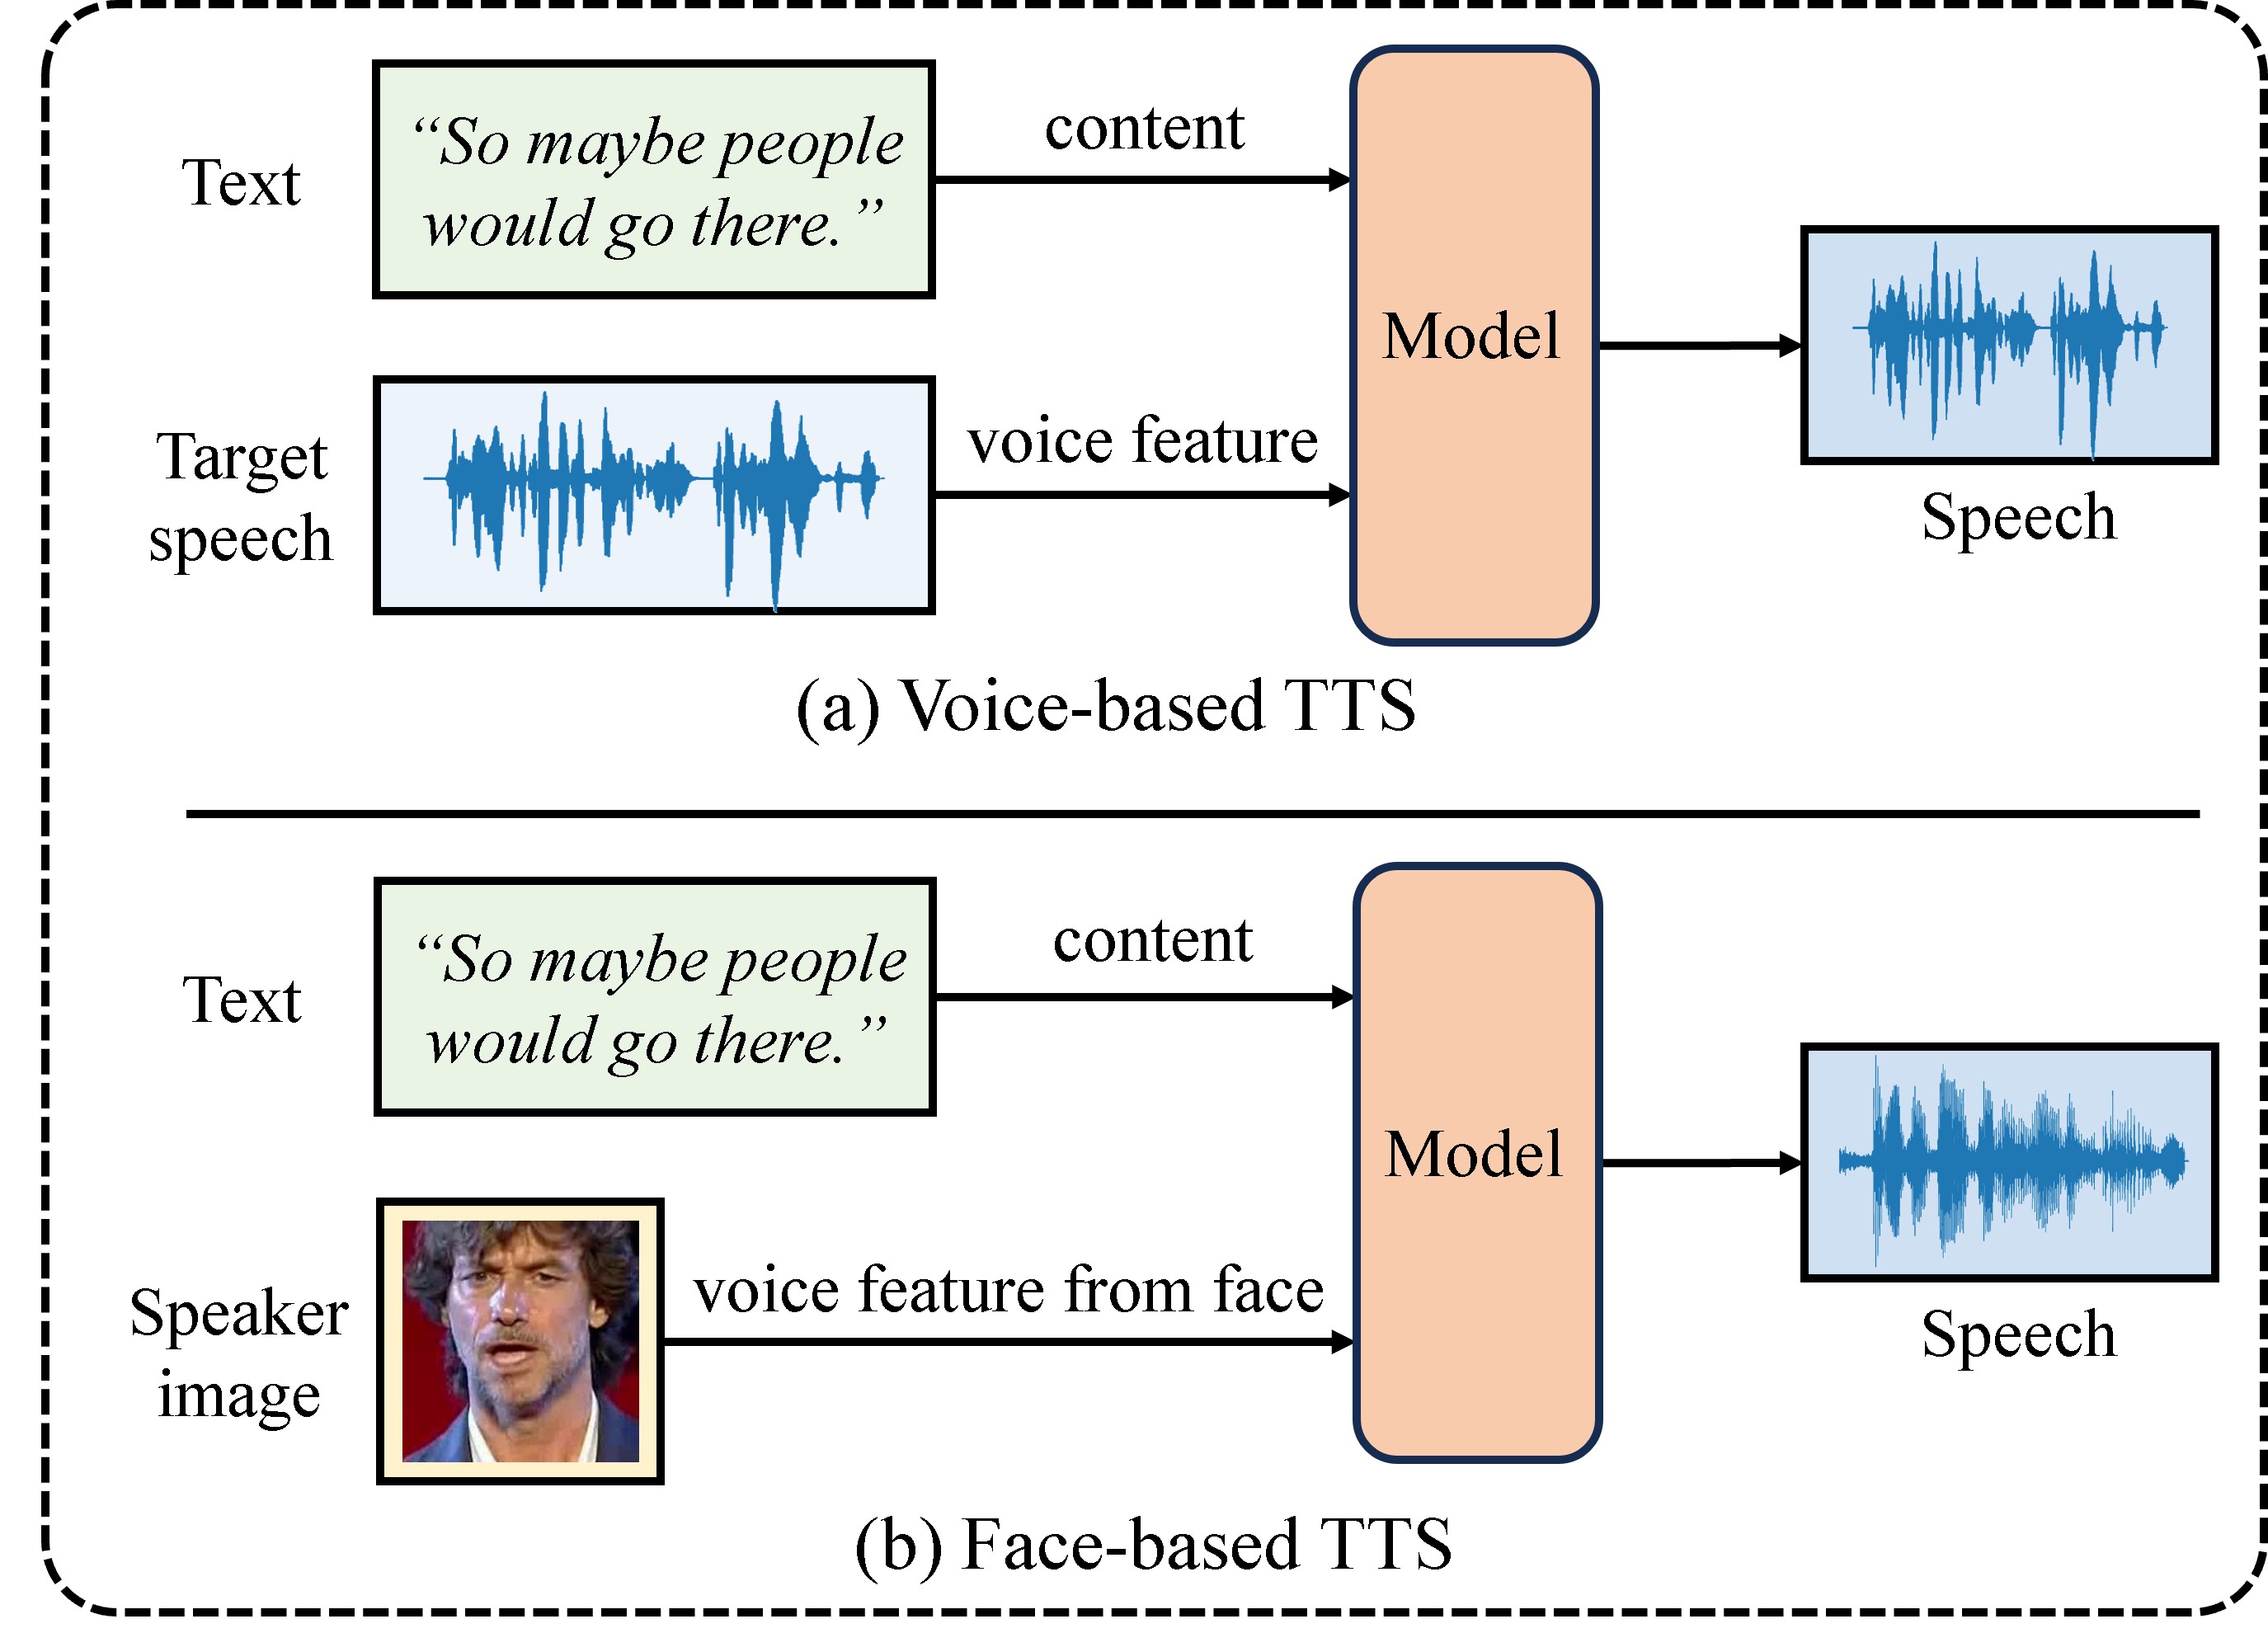 Text
“So maybe people
would go there.”
content
Model
Target
speech
voice feature
Speech
(a) Voice-based TTS
Text
“So maybe people
would go there.”
content
Model
Speaker
image
voice feature from face
Speech
(b) Face-based TTS